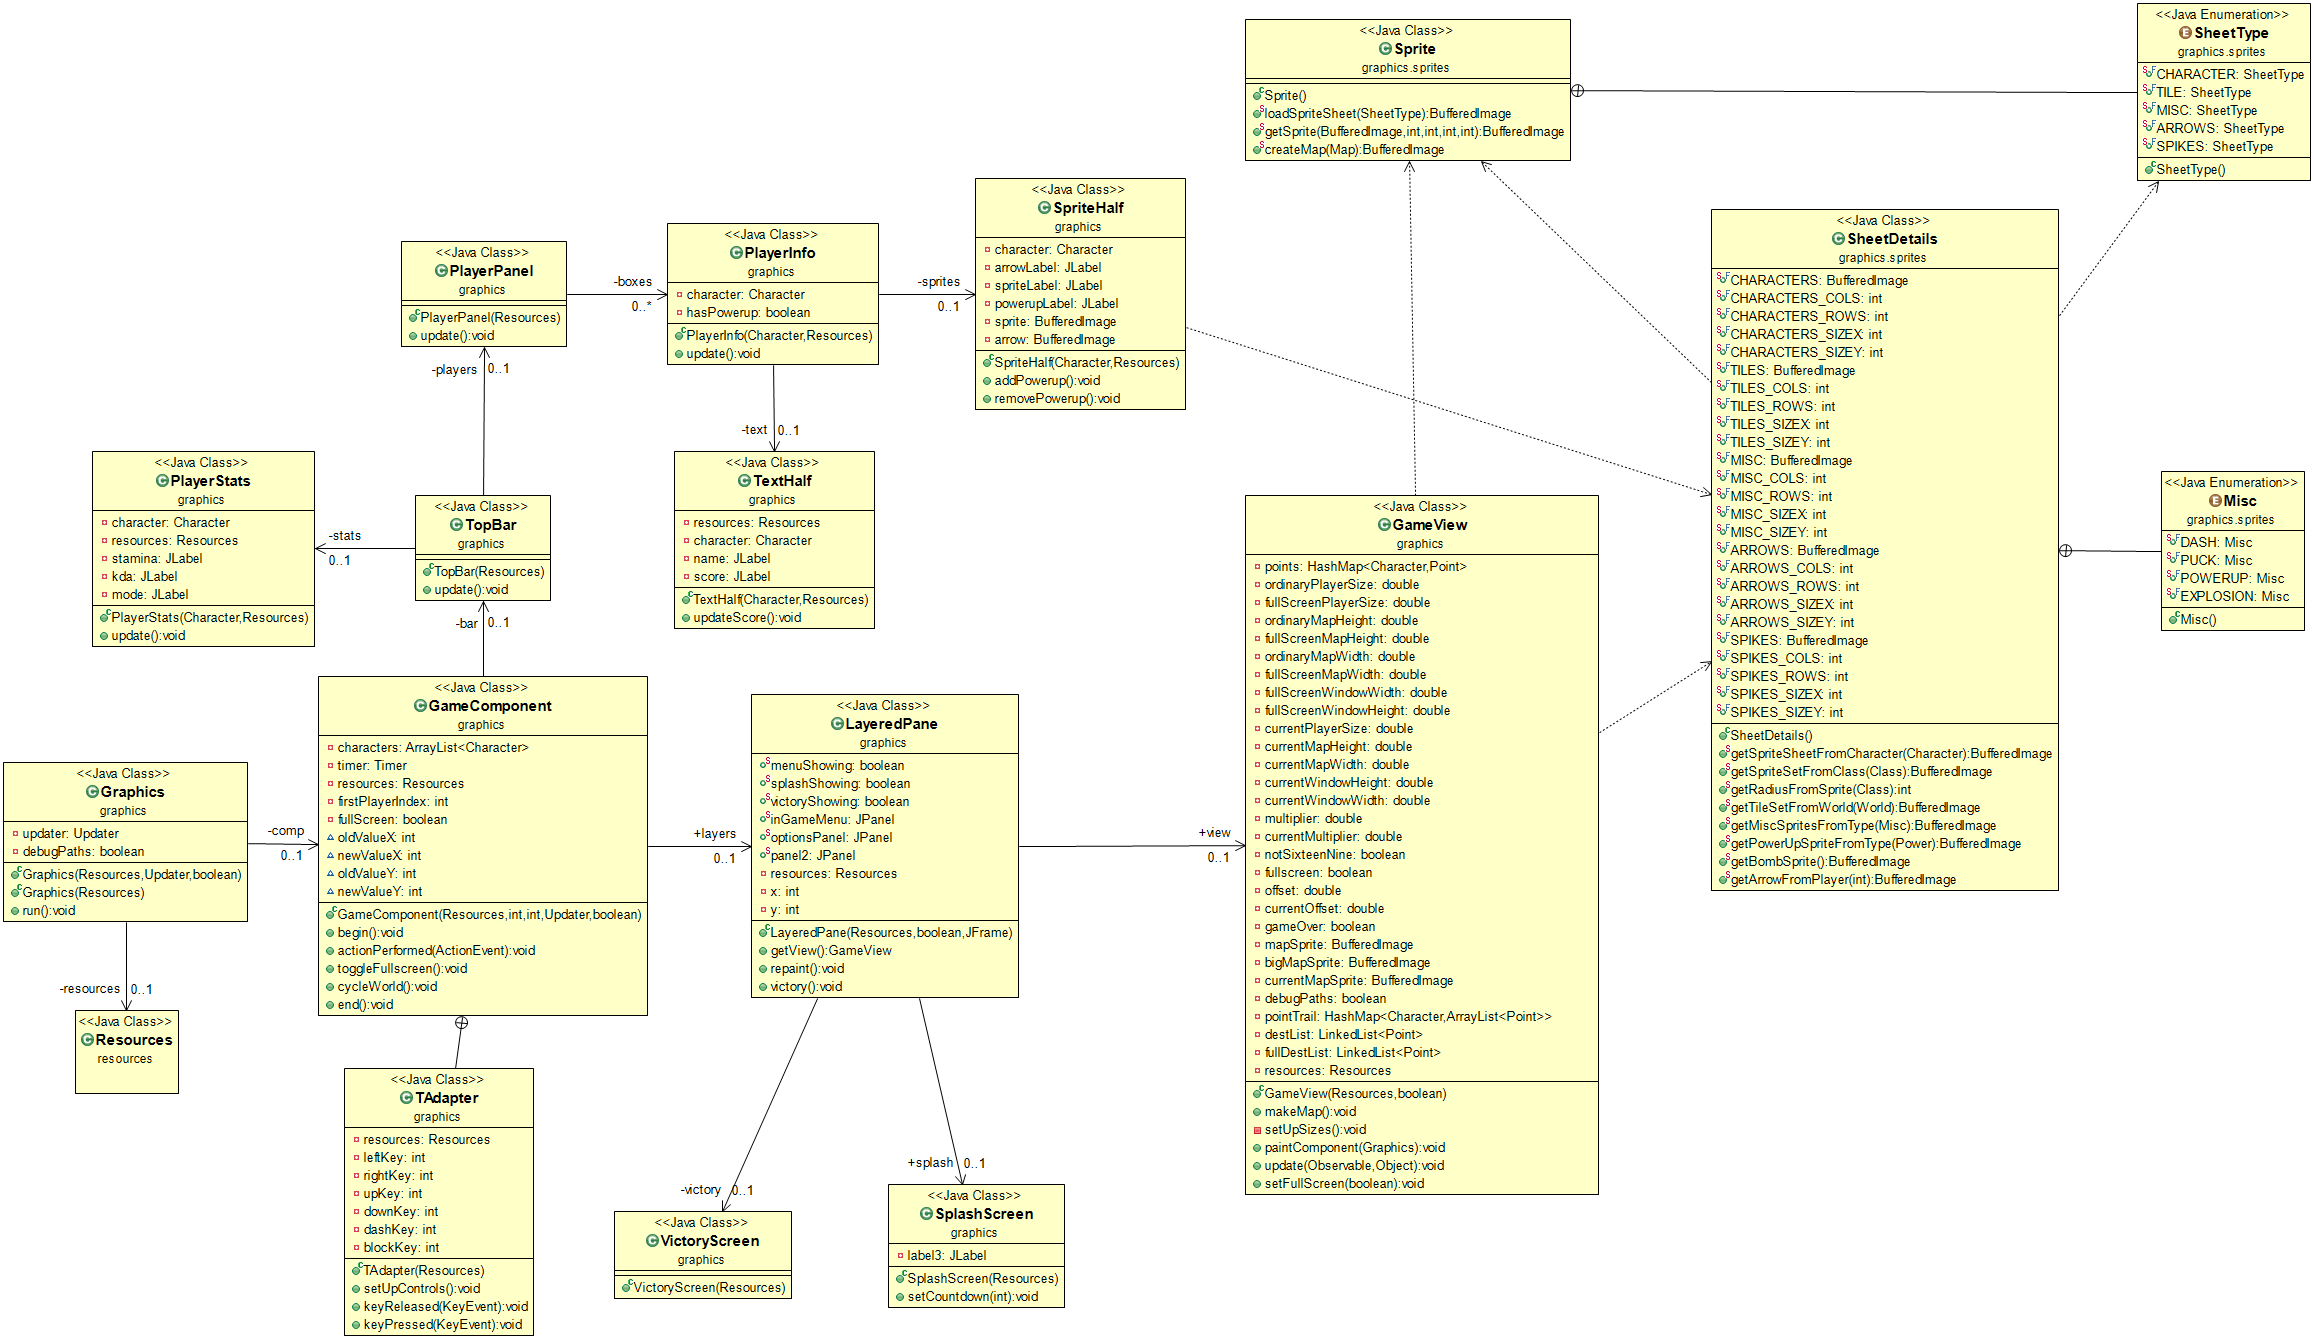 <<Java Class>>
Sprite
graphics.sprites
Sprite()
loadSpriteSheet(SheetType):BufferedImage
getSprite(BufferedImage,int,int,int,int):BufferedImage
createMap(Map):BufferedImage
<<Java Enumeration>>
SheetType
graphics.sprites
CHARACTER: SheetType
TILE: SheetType
MISC: SheetType
ARROWS: SheetType
SPIKES: SheetType
SheetType()
<<Java Class>>
SpriteHalf
graphics
character: Character
arrowLabel: JLabel
spriteLabel: JLabel
powerupLabel: JLabel
sprite: BufferedImage
arrow: BufferedImage
SpriteHalf(Character,Resources)
addPowerup():void
removePowerup():void
<<Java Class>>
PlayerInfo
graphics
character: Character
hasPowerup: boolean
PlayerInfo(Character,Resources)
update():void
-sprites
0..1
<<Java Class>>
PlayerPanel
graphics
PlayerPanel(Resources)
update():void
-boxes
0..*
-players 0..1
-text 0..1
<<Java Class>>
SheetDetails
graphics.sprites
CHARACTERS: BufferedImage
CHARACTERS_COLS: int
CHARACTERS_ROWS: int
CHARACTERS_SIZEX: int
CHARACTERS_SIZEY: int
TILES: BufferedImage
TILES_COLS: int
TILES_ROWS: int
TILES_SIZEX: int
TILES_SIZEY: int
MISC: BufferedImage
MISC_COLS: int
MISC_ROWS: int
MISC_SIZEX: int
MISC_SIZEY: int
ARROWS: BufferedImage
ARROWS_COLS: int
ARROWS_ROWS: int
ARROWS_SIZEX: int
ARROWS_SIZEY: int
SPIKES: BufferedImage
SPIKES_COLS: int
SPIKES_ROWS: int
SPIKES_SIZEX: int
SPIKES_SIZEY: int
SheetDetails()
getSpriteSheetFromCharacter(Character):BufferedImage
getSpriteSetFromClass(Class):BufferedImage
getRadiusFromSprite(Class):int
getTileSetFromWorld(World):BufferedImage
getMiscSpritesFromType(Misc):BufferedImage
getPowerUpSpriteFromType(Power):BufferedImage
getBombSprite():BufferedImage
getArrowFromPlayer(int):BufferedImage
<<Java Enumeration>>
Misc
graphics.sprites
DASH: Misc
PUCK: Misc
POWERUP: Misc
EXPLOSION: Misc
Misc()
<<Java Class>>
PlayerStats
graphics
character: Character
resources: Resources
stamina: JLabel
kda: JLabel
mode: JLabel
PlayerStats(Character,Resources)
update():void
-stats
0..1
<<Java Class>>
TopBar
graphics
TopBar(Resources)
update():void
-bar 0..1
<<Java Class>>
TextHalf
graphics
resources: Resources
character: Character
name: JLabel
score: JLabel
TextHalf(Character,Resources)
updateScore():void
<<Java Class>>
GameView
graphics
points: HashMap<Character,Point>
ordinaryPlayerSize: double
fullScreenPlayerSize: double
ordinaryMapHeight: double
fullScreenMapHeight: double
ordinaryMapWidth: double
fullScreenMapWidth: double
fullScreenWindowWidth: double
fullScreenWindowHeight: double
currentPlayerSize: double
currentMapHeight: double
currentMapWidth: double
currentWindowHeight: double
currentWindowWidth: double
multiplier: double
currentMultiplier: double
notSixteenNine: boolean
fullscreen: boolean
offset: double
currentOffset: double
gameOver: boolean
mapSprite: BufferedImage
bigMapSprite: BufferedImage
currentMapSprite: BufferedImage
debugPaths: boolean
pointTrail: HashMap<Character,ArrayList<Point>>
destList: LinkedList<Point>
fullDestList: LinkedList<Point>
resources: Resources
GameView(Resources,boolean)
makeMap():void
setUpSizes():void
paintComponent(Graphics):void
update(Observable,Object):void
setFullScreen(boolean):void
<<Java Class>>
GameComponent
graphics
characters: ArrayList<Character>
timer: Timer
resources: Resources
firstPlayerIndex: int
fullScreen: boolean
oldValueX: int
newValueX: int
oldValueY: int
newValueY: int
GameComponent(Resources,int,int,Updater,boolean)
begin():void
actionPerformed(ActionEvent):void
toggleFullscreen():void
cycleWorld():void
end():void
+layers
0..1
<<Java Class>>
LayeredPane
graphics
menuShowing: boolean
splashShowing: boolean
victoryShowing: boolean
inGameMenu: JPanel
optionsPanel: JPanel
panel2: JPanel
resources: Resources
x: int
y: int
LayeredPane(Resources,boolean,JFrame)
getView():GameView
repaint():void
victory():void
+view
0..1
<<Java Class>>
Graphics
graphics
updater: Updater
debugPaths: boolean
Graphics(Resources,Updater,boolean)
Graphics(Resources)
run():void
-comp
0..1
-resources 0..1
<<Java Class>>
Resources
resources
<<Java Class>>
TAdapter
graphics
resources: Resources
leftKey: int
rightKey: int
upKey: int
downKey: int
dashKey: int
blockKey: int
TAdapter(Resources)
setUpControls():void
keyReleased(KeyEvent):void
keyPressed(KeyEvent):void
-victory 0..1
<<Java Class>>
VictoryScreen
graphics
VictoryScreen(Resources)
+splash 0..1
<<Java Class>>
SplashScreen
graphics
label3: JLabel
SplashScreen(Resources)
setCountdown(int):void